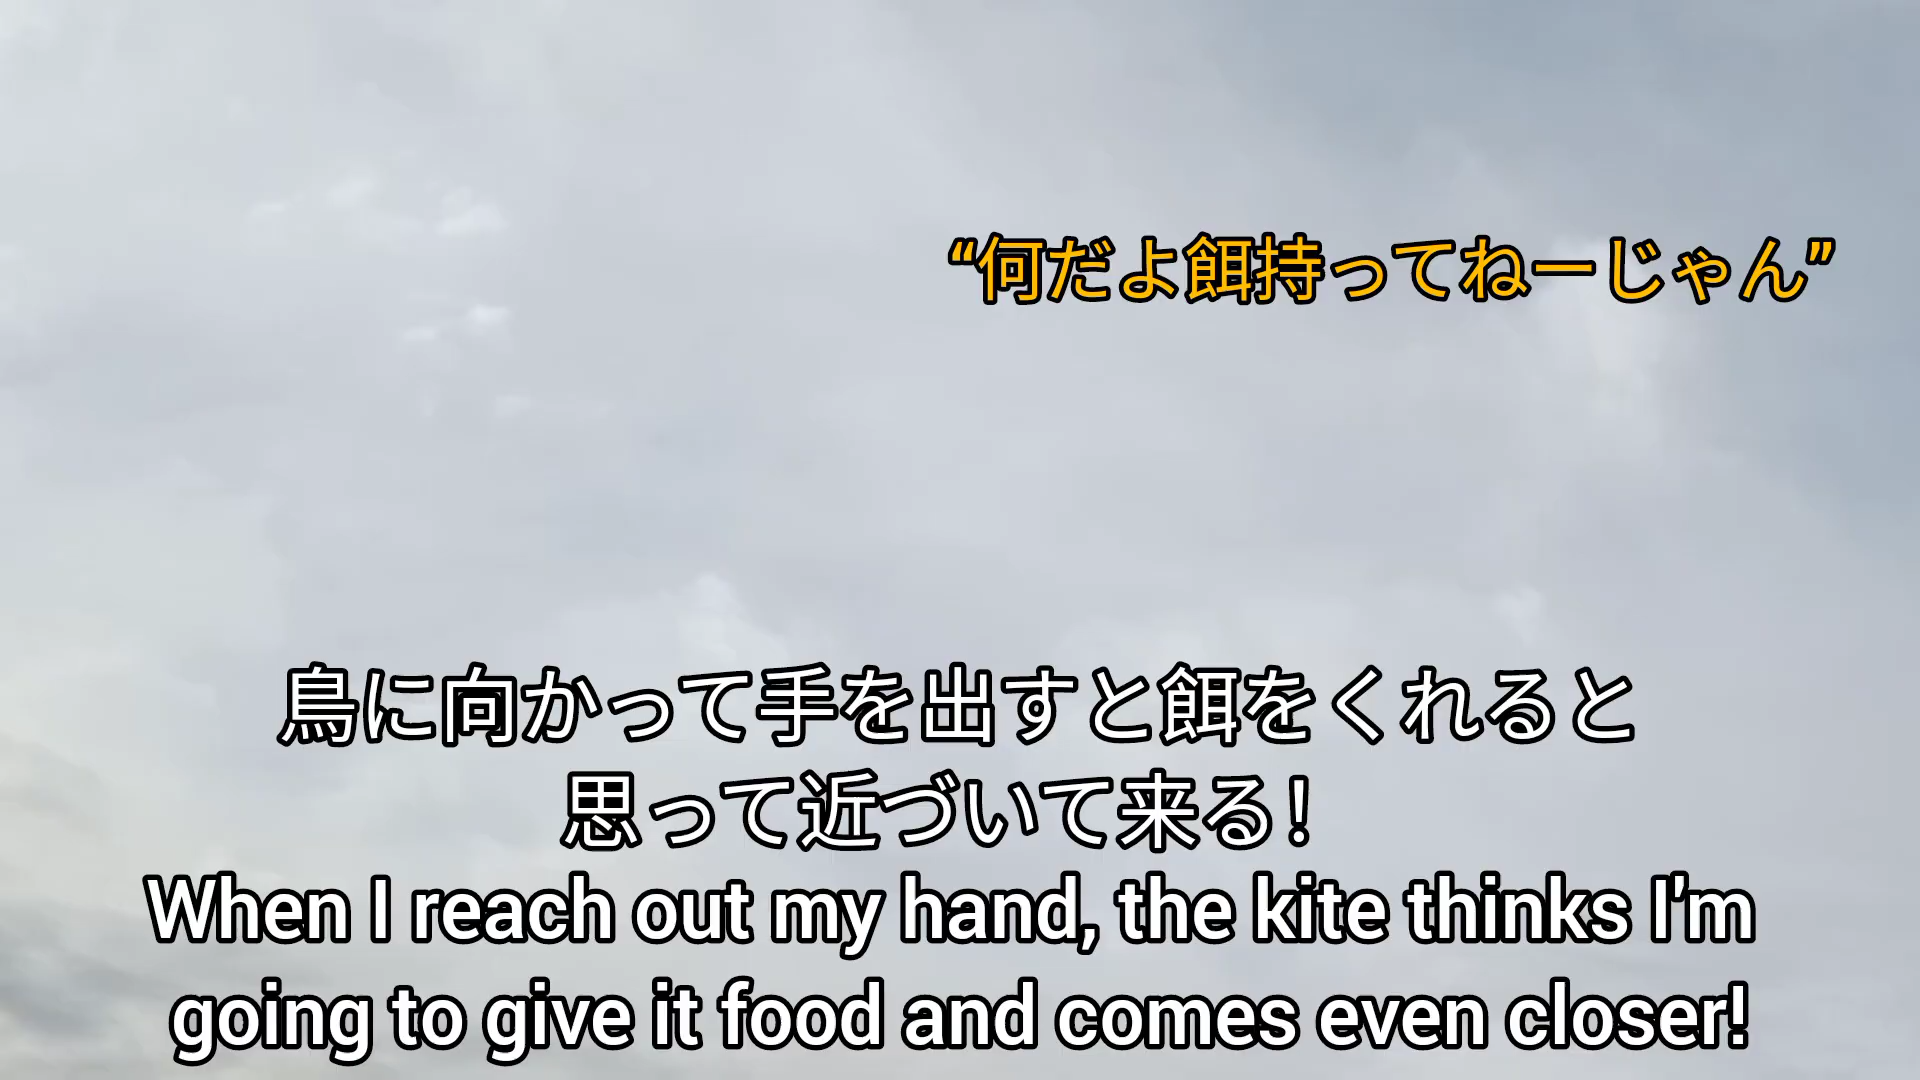 “何だよ餌持ってねーじゃん”
鳥に向かって手を出すと餌をくれると
思って近づいて来る！
When I reach out my hand, the kite thinks I'm
going to give it food and comes even closer!